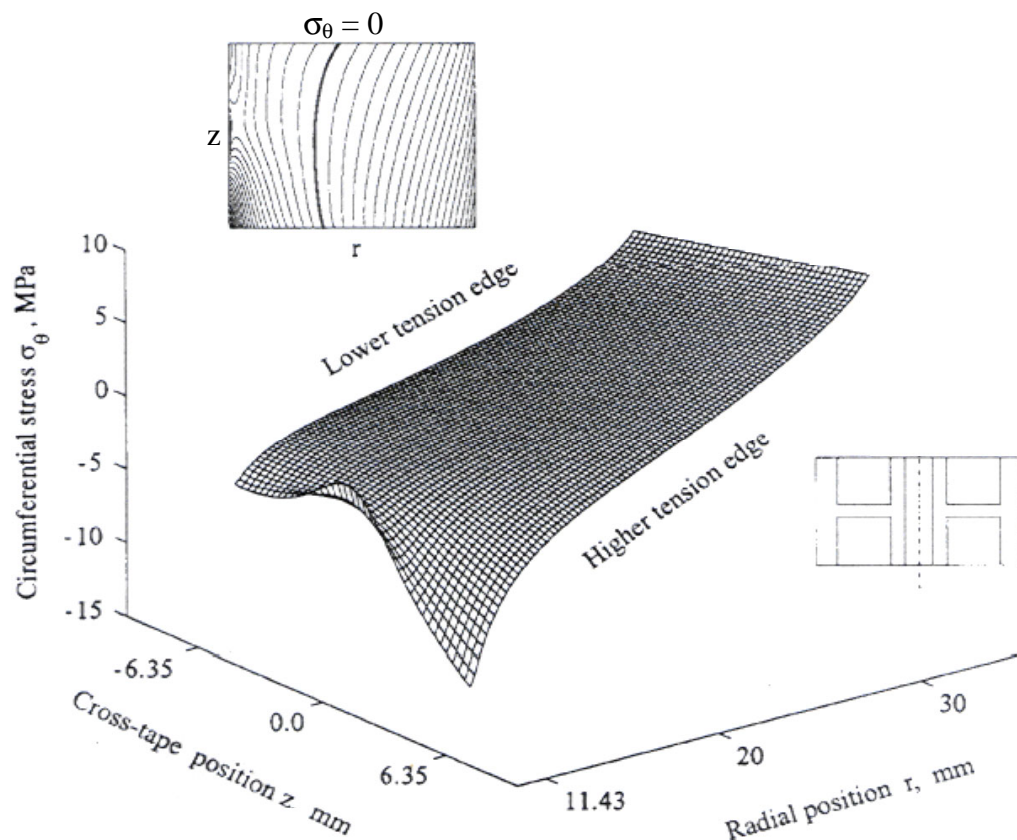 σθ = 0
z
r
10
5
0
-5
-10
-15
Circumferential stress σθ, MPa
Lower tension edge
Higher tension edge
-6.35
0.0
6.35
Cross-tape position z mm
11.43
20
30
Radial position r, mm